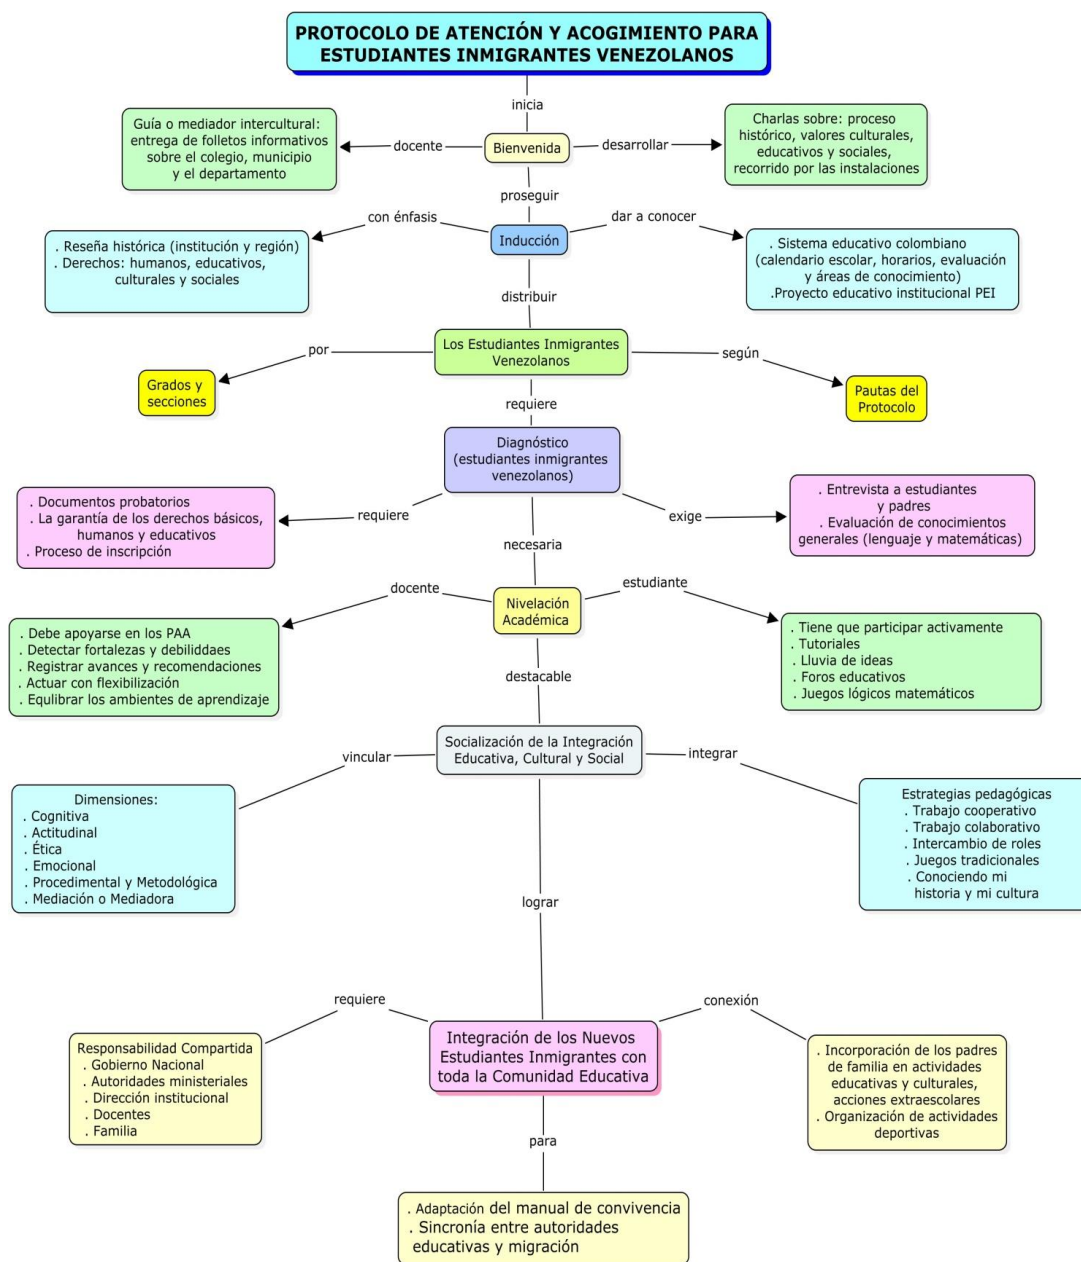 PROTOCOLO DE ATENCIÓN Y ACOGIMIENTO PARA
ESTUDIANTES INMIGRANTES VENEZOLANOS
inicia
Guía o mediador intercultural:
entrega de folletos informativos
sobre el colegio, municipio
y el departamento
docente
Bienvenida
desarrollar
Charlas sobre: proceso
histórico, valores culturales,
educativos y sociales,
recorrido por las instalaciones
proseguir
con énfasis
Inducción
dar a conocer
. Reseña histórica (institución y región)
. Derechos: humanos, educativos,
culturales y sociales
. Sistema educativo colombiano
(calendario escolar, horarios, evaluación
y áreas de conocimiento)
.Proyecto educativo institucional PEI
distribuir
por
Los Estudiantes Inmigrantes
Venezolanos
según
Grados y
secciones
Pautas del
Protocolo
requiere
Diagnóstico
(estudiantes inmigrantes
venezolanos)
. Documentos probatorios
. La garantía de los derechos básicos,
humanos y educativos
. Proceso de inscripción
requiere
exige
. Entrevista a estudiantes
y padres
. Evaluación de conocimientos
generales (lenguaje y matemáticas)
necesaria
docente
Nivelación
Académica
estudiante
. Debe apoyarse en los PAA
. Detectar fortalezas y debiliddaes
. Registrar avances y recomendaciones
. Actuar con flexibilización
. Equlibrar los ambientes de aprendizaje
. Tiene que participar activamente
. Tutoriales
. Lluvia de ideas
. Foros educativos
. Juegos lógicos matemáticos
destacable
vincular
Socialización de la Integración
Educativa, Cultural y Social
integrar
Dimensiones:
. Cognitiva
. Actitudinal
. Ética
. Emocional
. Procedimental y Metodológica
. Mediación o Mediadora
Estrategias pedagógicas
. Trabajo cooperativo
. Trabajo colaborativo
. Intercambio de roles
. Juegos tradicionales
. Conociendo mi
historia y mi cultura
lograr
requiere
Integración de los Nuevos
Estudiantes Inmigrantes con
toda la Comunidad Educativa
conexión
Responsabilidad Compartida
. Gobierno Nacional
. Autoridades ministeriales
. Dirección institucional
. Docentes
. Familia
. Incorporación de los padres
de familia en actividades
educativas y culturales,
acciones extraescolares
. Organización de actividades
deportivas
para
. Adaptación del manual de convivencia
. Sincronía entre autoridades
educativas y migración